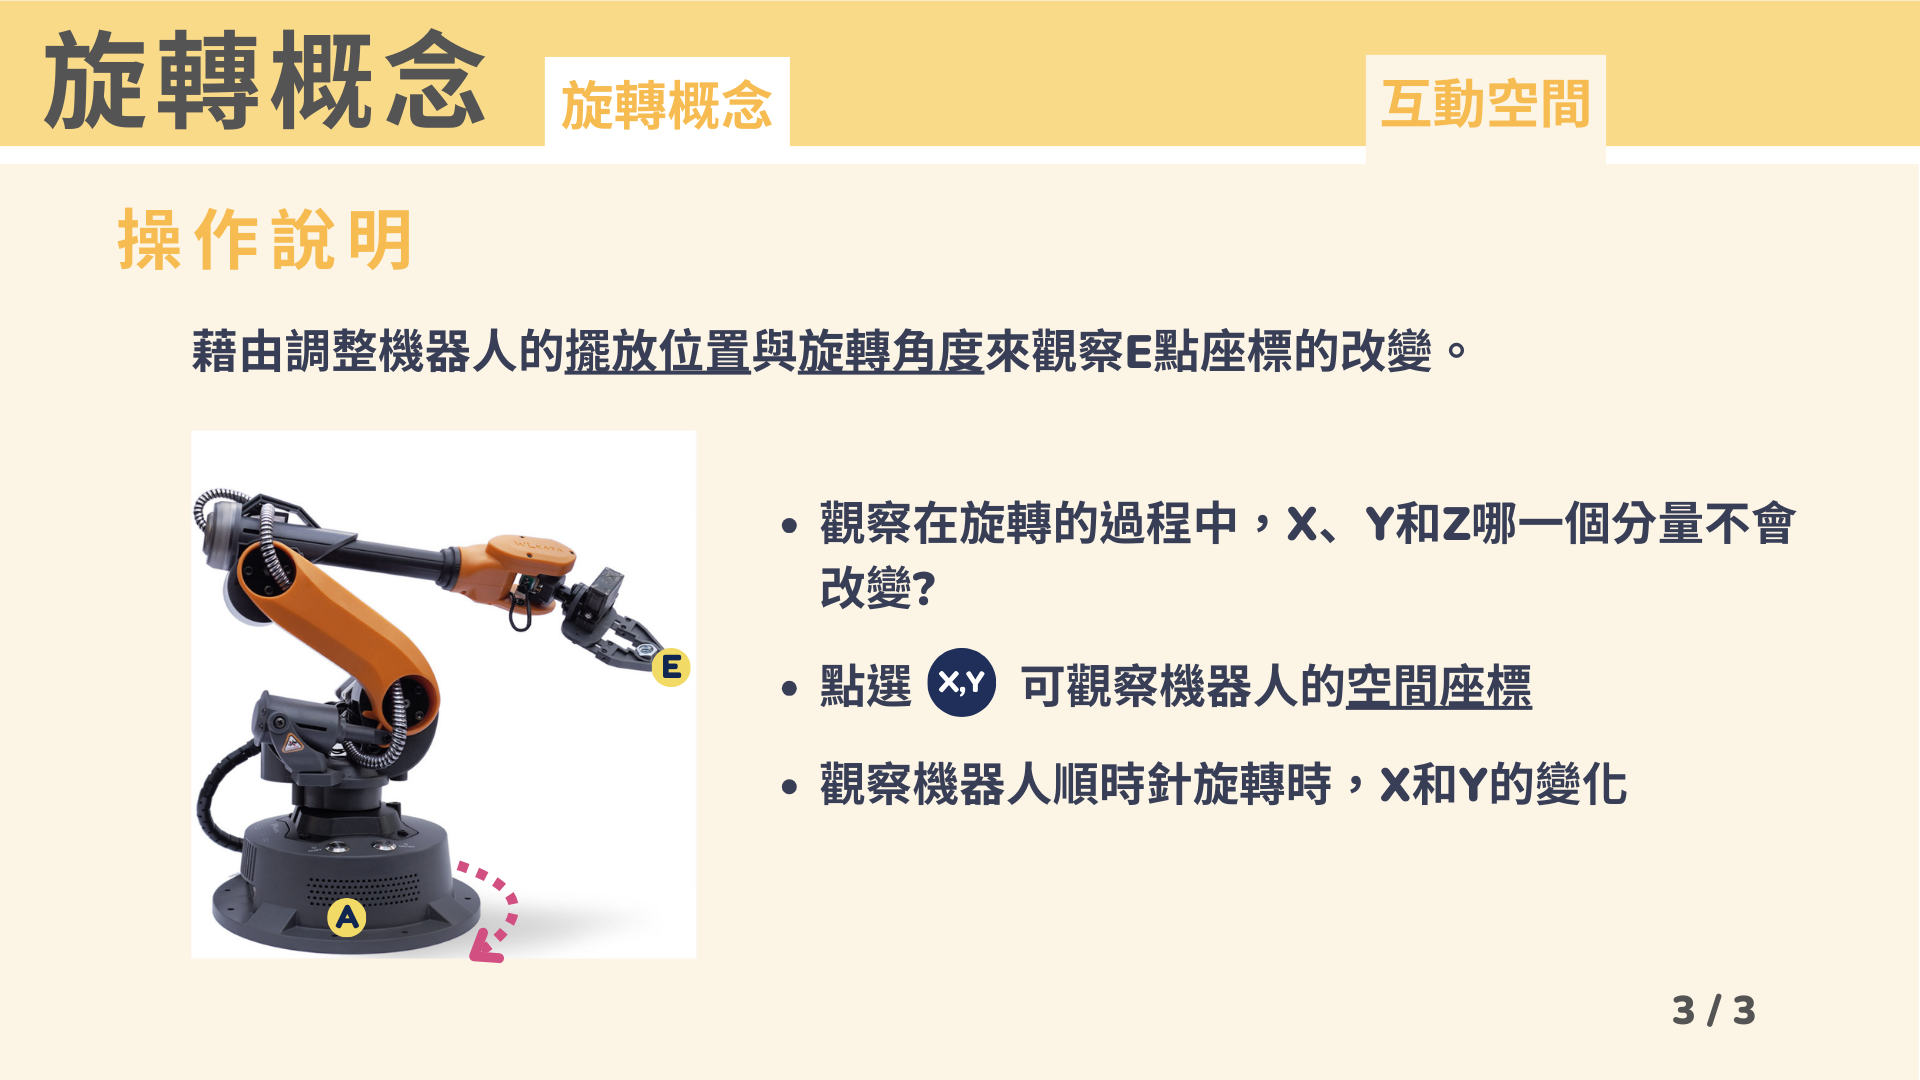 旋轉概念
旋轉概念
互動空間
操作說明
藉由調整機器人的擺放位置與旋轉角度來觀察E點座標的改變。
E
A
觀察在旋轉的過程中，X、Y和Z哪一個分量不會
改變?
點選 X,Y 可觀察機器人的空間座標
觀察機器人順時針旋轉時，X和Y的變化
3 / 3